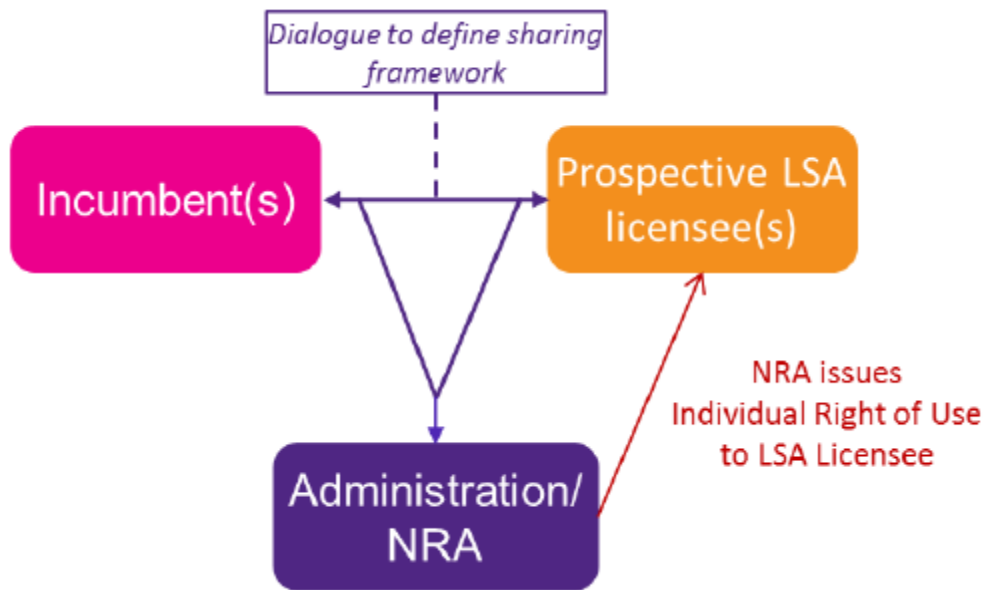 Dialogue to define sharing
framework
Incumbent(s)
Prospective LSA
licensee(s)
NRA issues
Individual Right of Use
to LSA Licensee
Administration/
NRA